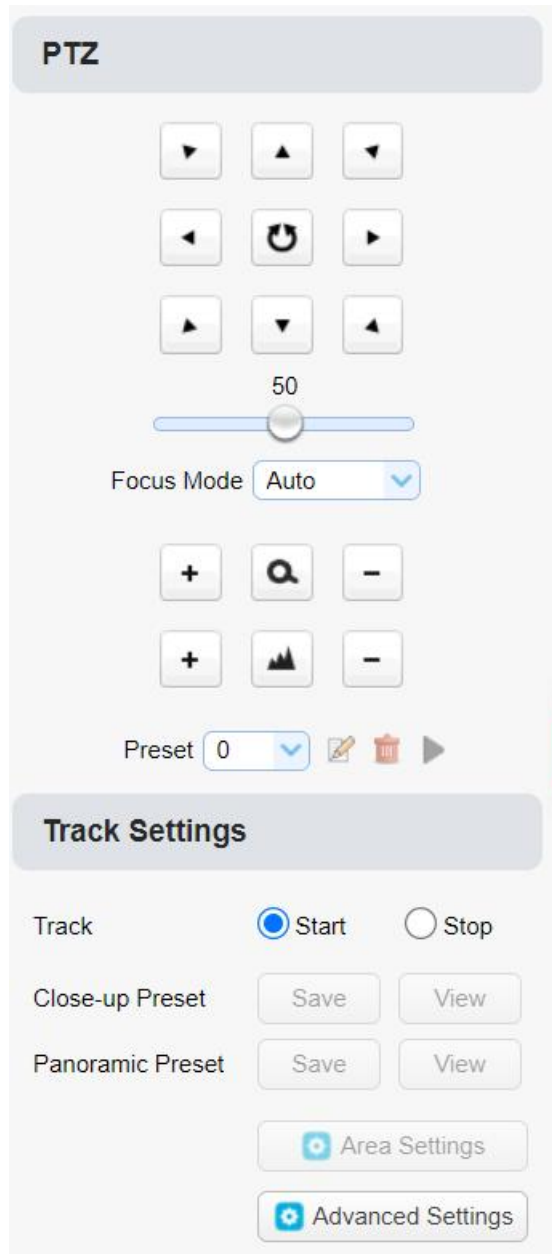 PTZ
50
Focus Mode Auto
+ -
+ -
Preset 0
Track Settings
Track Start Stop
Close-up Preset Save View
Panoramic Preset Save View
Area Settings
Advanced Settings